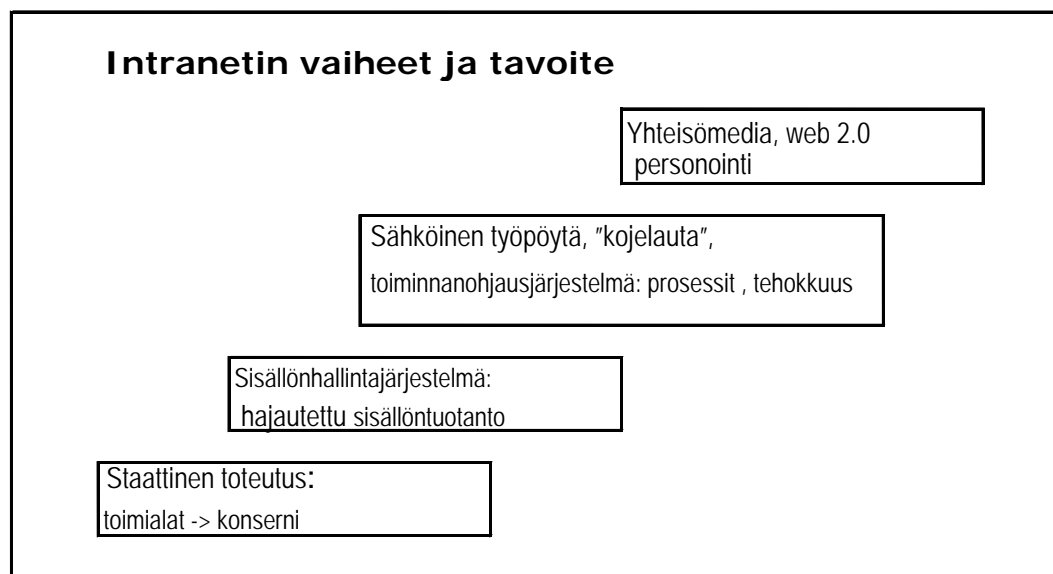 Intranetin vaiheet ja tavoite
Yhteisömedia, web 2.0
personointi
Sähköinen työpöytä, "kojelauta",
toiminnanohjausjärjestelmä: prosessit , tehokkuus
Sisällönhallintajärjestelmä:
hajautettu sisällöntuotanto
Staattinen toteutus:
toimialat -> konserni